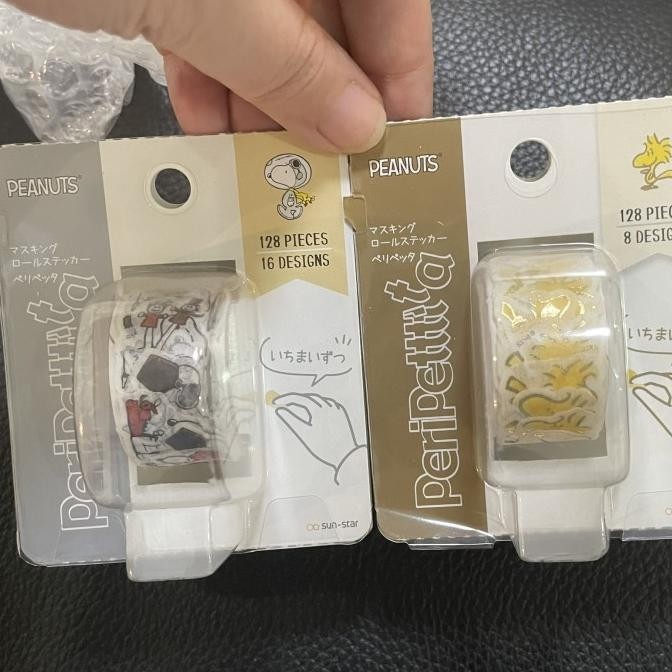 PEANUTS
マスキング
ロールステッカー
ペリペッタ
PeriPetttta
128 PIECES
16 DESIGNS
いちまいずつ
sun-star
PEANUTS
マスキング
ロールステッカー
ペリペッタ
PeriPetttta
128 PIE
8 DESIG
いちまい